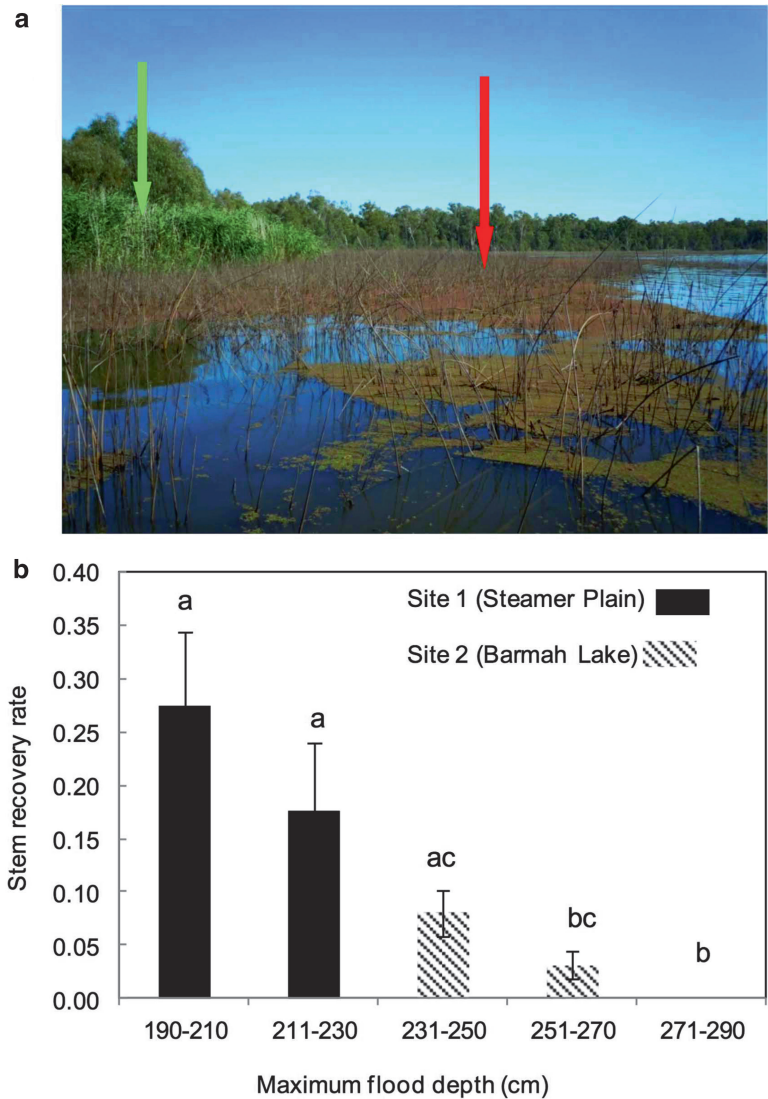 a
b
0.40
0.35
0.30
0.25
0.20
0.15
0.10
0.05
0.00
Stem recovery rate
a
a
ac
bc
b
Site 1 (Steamer Plain)
Site 2 (Barmah Lake)
190-210
211-230
231-250
251-270
271-290
Maximum flood depth (cm)